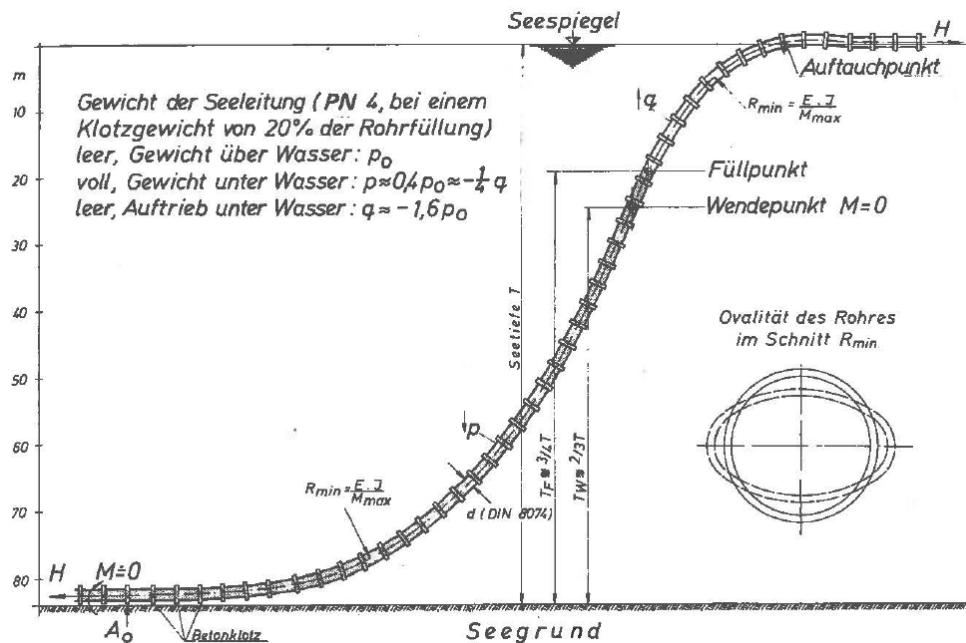 Seespiegel
H
m
10
20
30
40
50
60
70
80
Gewicht der Seeleitung (PN 4, bei einem
Klotzgewicht von 20% der Rohrfüllung)
leer, Gewicht über Wasser: p₀
voll, Gewicht unter Wasser: p≈0,4p₀≈-¼q
leer, Auftrieb unter Wasser: q≈-1,6p₀
↓q
Rmin = E.J/Mmax
Auftauchpunkt
Füllpunkt
Wendepunkt M=0
Seetiefe T
TF ≈ ¾T
TW ≈ ⅔T
Ovalität des Rohres
im Schnitt Rmin
↓p
Rmin = E.J/Mmax
d (DIN 8074)
H
M=0
A₀
Betonklotz
Seegrund